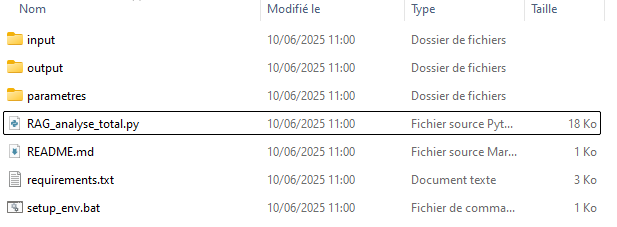 Nom Modifié le Type Taille
input 10/06/2025 11:00 Dossier de fichiers
output 10/06/2025 11:00 Dossier de fichiers
parametres 10/06/2025 11:00 Dossier de fichiers
RAG_analyse_total.py 10/06/2025 11:00 Fichier source Pyt... 18 Ko
README.md 10/06/2025 11:00 Fichier source Mar... 1 Ko
requirements.txt 10/06/2025 11:00 Document texte 3 Ko
setup_env.bat 10/06/2025 11:00 Fichier de comma... 1 Ko